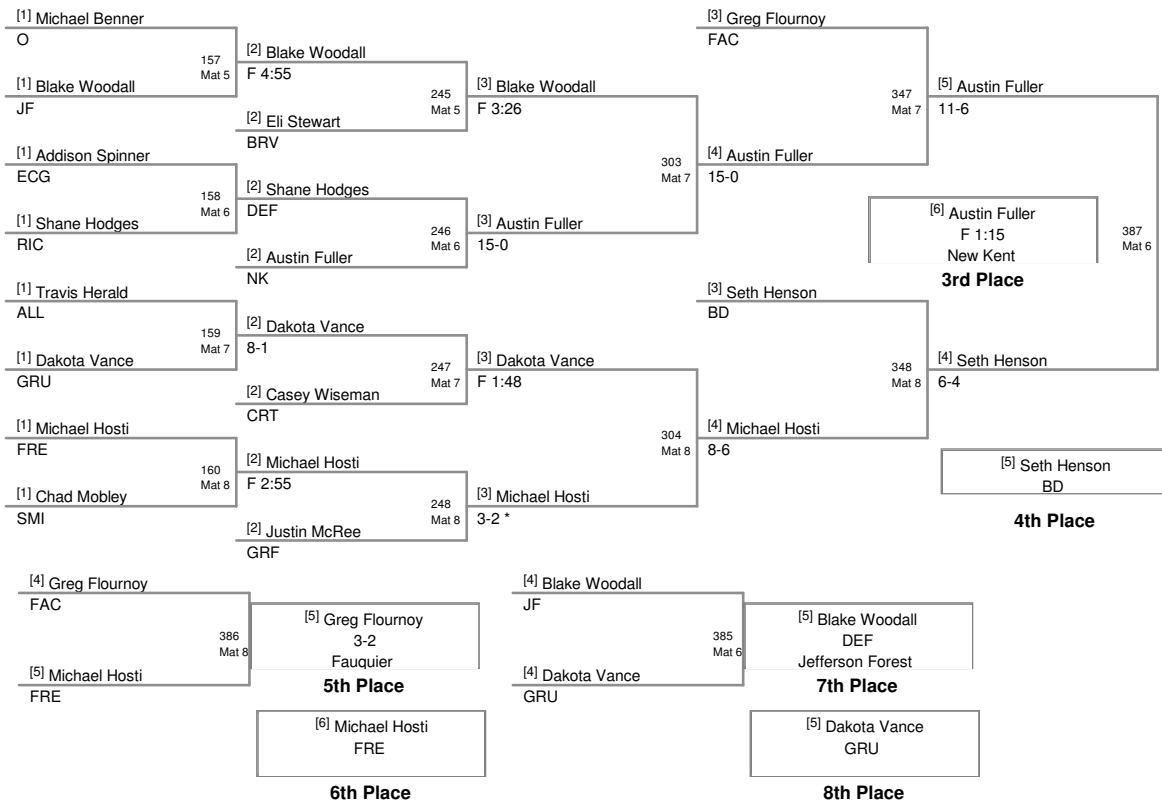 [1] Michael Benner
O
157
Mat 5
[1] Blake Woodall
JF
[2] Blake Woodall
F 4:55
245
Mat 5
[2] Eli Stewart
BRV
[3] Blake Woodall
F 3:26
[1] Addison Spinner
ECG
158
Mat 6
[1] Shane Hodges
RIC
[2] Shane Hodges
DEF
246
Mat 6
[2] Austin Fuller
NK
[3] Austin Fuller
15-0
303
Mat 7
[4] Austin Fuller
15-0
[3] Greg Flournoy
FAC
347
Mat 7
[5] Austin Fuller
11-6
[1] Travis Herald
ALL
159
Mat 7
[1] Dakota Vance
GRU
[2] Dakota Vance
8-1
247
Mat 7
[2] Casey Wiseman
CRT
[3] Dakota Vance
F 1:48
[1] Michael Hosti
FRE
160
Mat 8
[1] Chad Mobley
SMI
[2] Michael Hosti
F 2:55
248
Mat 8
[2] Justin McRee
GRF
[3] Michael Hosti
3-2 *
304
Mat 8
[4] Michael Hosti
8-6
[3] Seth Henson
BD
348
Mat 8
[4] Seth Henson
6-4
387
Mat 6
[6] Austin Fuller
F 1:15
New Kent
3rd Place
[5] Seth Henson
BD
4th Place
[4] Greg Flournoy
FAC
386
Mat 8
[5] Michael Hosti
FRE
[5] Greg Flournoy
3-2
Fauquier
5th Place
[6] Michael Hosti
FRE
6th Place
[4] Blake Woodall
JF
385
Mat 6
[4] Dakota Vance
GRU
[5] Blake Woodall
DEF
Jefferson Forest
7th Place
[5] Dakota Vance
GRU
8th Place